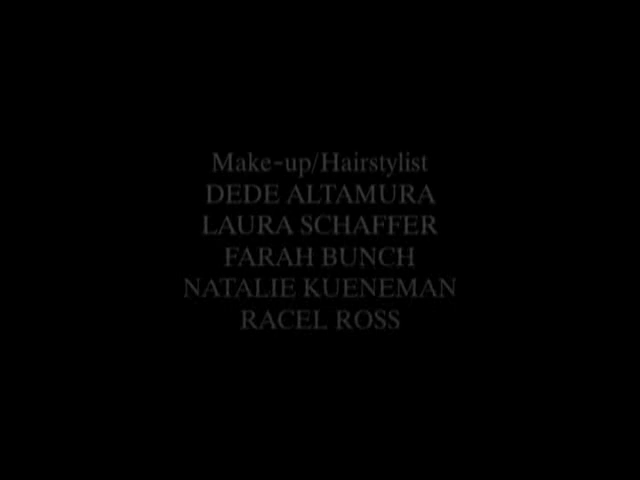 Make-up/Hairstylist
DEDE ALTAMURA
LAURA SCHAFFER
FARAH BUNCH
NATALIE KUENEMAN
RACEL ROSS